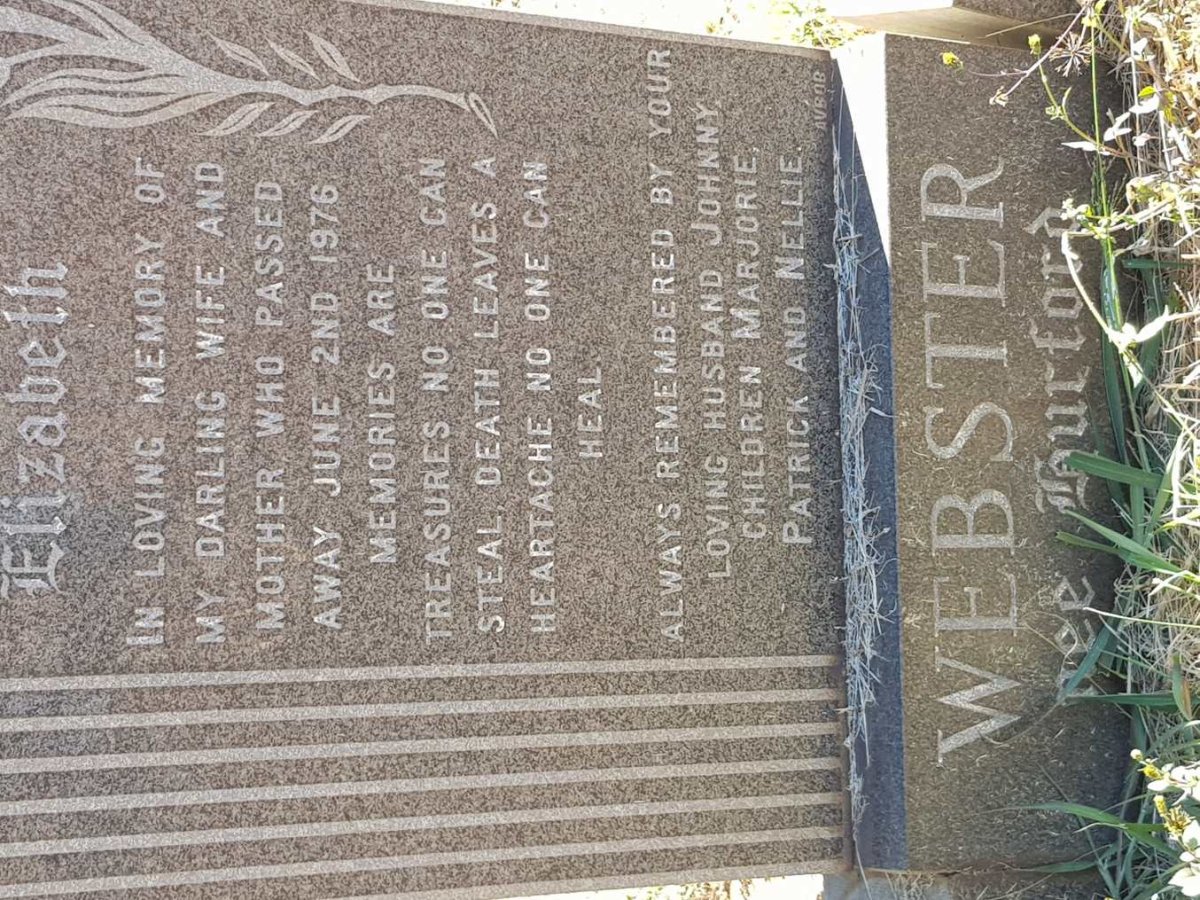 Elizabeth
IN LOVING MEMORY OF
MY DARLING WIFE AND
MOTHER WHO PASSED
AWAY JUNE 2ND 1976
MEMORIES ARE
TREASURES NO ONE CAN
STEAL, DEATH LEAVES A
HEARTACHE NO ONE CAN
HEAL.
ALWAYS REMEMBERED BY YOUR
LOVING HUSBAND JOHNNY,
CHILDREN MARJORIE,
PATRICK AND NELLIE.
WEBSTER
nee Hurford